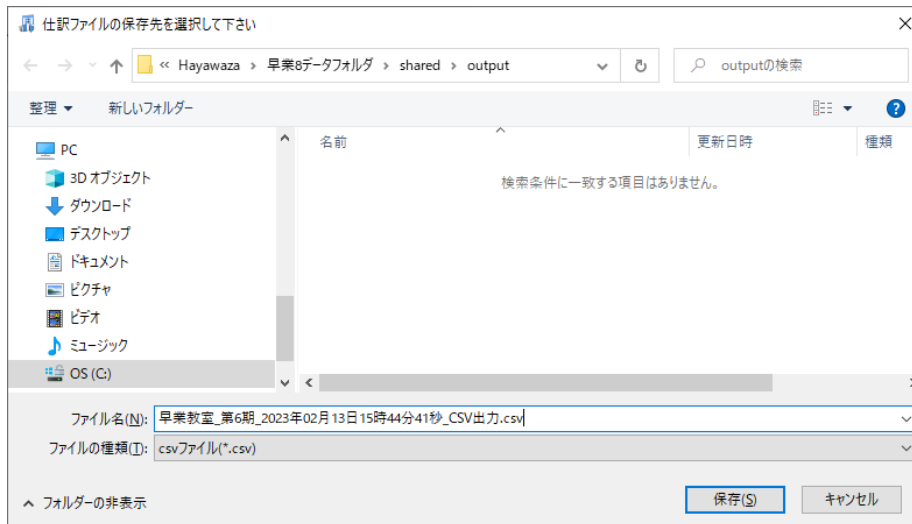 仕訳ファイルの保存先を選択して下さい
« Hayawaza › 早業8データフォルダ › shared › output
outputの検索
整理 新しいフォルダー
名前 更新日時 種類
検索条件に一致する項目はありません。
PC
3D オブジェクト
ダウンロード
デスクトップ
ドキュメント
ピクチャ
ビデオ
ミュージック
OS (C:)
ファイル名(N): 早業教室_第6期_2023年02月13日15時44分41秒_CSV出力.csv
ファイルの種類(T): csvファイル(*.csv)
フォルダーの非表示
保存(S) キャンセル